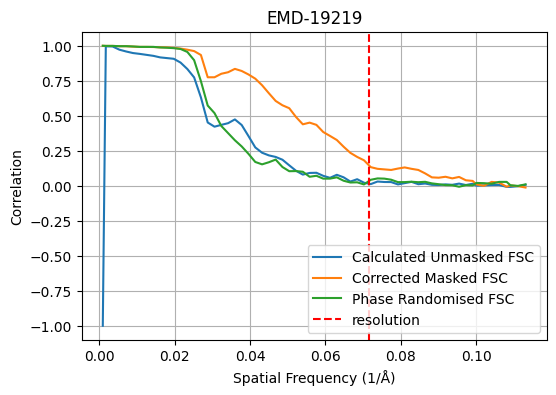 EMD-19219
1.00
0.75
0.50
0.25
0.00
−0.25
−0.50
−0.75
−1.00
Correlation
Calculated Unmasked FSC
Corrected Masked FSC
Phase Randomised FSC
resolution
0.00 0.02 0.04 0.06 0.08 0.10
Spatial Frequency (1/Å)